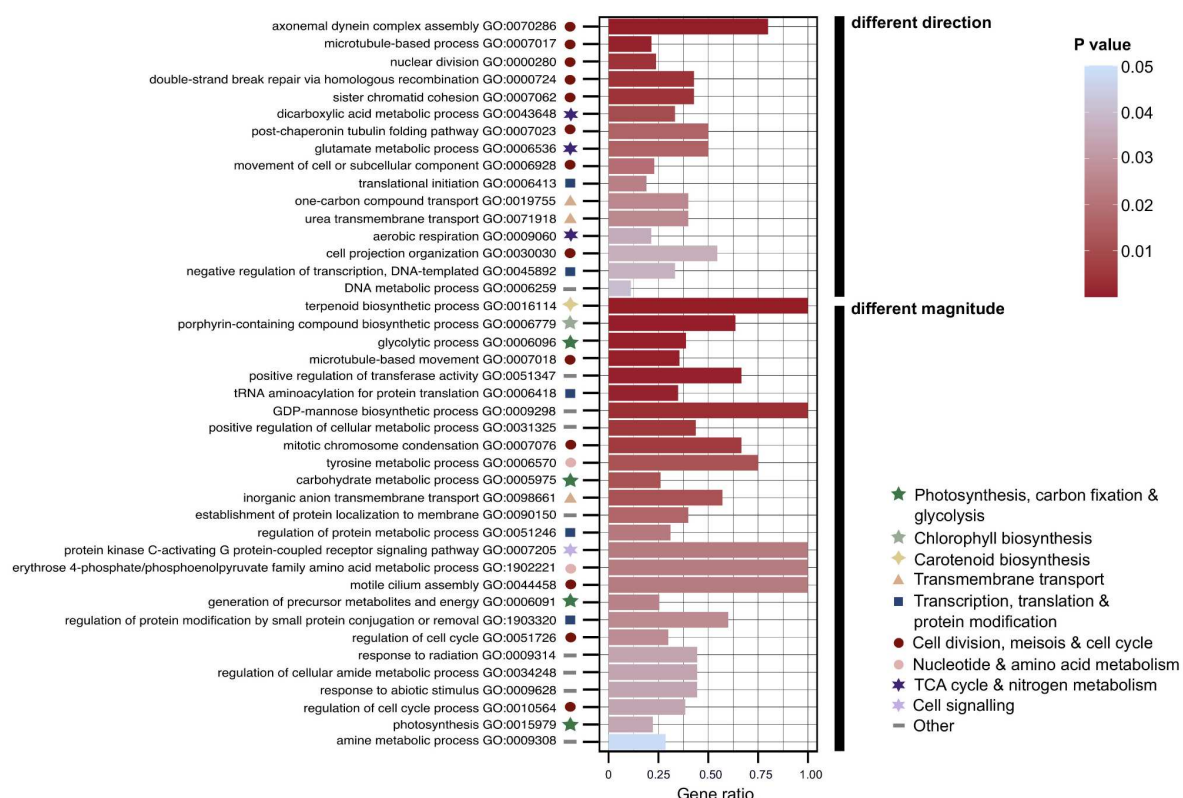 axonemal dynein complex assembly GO:0070286
microtubule-based process GO:0007017
nuclear division GO:0000280
double-strand break repair via homologous recombination GO:0000724
sister chromatid cohesion GO:0007062
dicarboxylic acid metabolic process GO:0043648
post-chaperonin tubulin folding pathway GO:0007023
glutamate metabolic process GO:0006536
movement of cell or subcellular component GO:0006928
translational initiation GO:0006413
one-carbon compound transport GO:0019755
urea transmembrane transport GO:0071918
aerobic respiration GO:0009060
cell projection organization GO:0030030
negative regulation of transcription, DNA-templated GO:0045892
DNA metabolic process GO:0006259
terpenoid biosynthetic process GO:0016114
porphyrin-containing compound biosynthetic process GO:0006779
glycolytic process GO:0006096
microtubule-based movement GO:0007018
positive regulation of transferase activity GO:0051347
tRNA aminoacylation for protein translation GO:0006418
GDP-mannose biosynthetic process GO:0009298
positive regulation of cellular metabolic process GO:0031325
mitotic chromosome condensation GO:0007076
tyrosine metabolic process GO:0006570
carbohydrate metabolic process GO:0005975
inorganic anion transmembrane transport GO:0098661
establishment of protein localization to membrane GO:0090150
regulation of protein metabolic process GO:0051246
protein kinase C-activating G protein-coupled receptor signaling pathway GO:0007205
erythrose 4-phosphate/phosphoenolpyruvate family amino acid metabolic process GO:1902221
motile cilium assembly GO:0044458
generation of precursor metabolites and energy GO:0006091
regulation of protein modification by small protein conjugation or removal GO:1903320
regulation of cell cycle GO:0051726
response to radiation GO:0009314
regulation of cellular amide metabolic process GO:0034248
response to abiotic stimulus GO:0009628
regulation of cell cycle process GO:0010564
photosynthesis GO:0015979
amine metabolic process GO:0009308
0 0.25 0.50 0.75 1.00
Gene ratio
different direction
different magnitude
P value
0.05
0.04
0.03
0.02
0.01
Photosynthesis, carbon fixation &
glycolysis
Chlorophyll biosynthesis
Carotenoid biosynthesis
Transmembrane transport
Transcription, translation &
protein modification
Cell division, meisois & cell cycle
Nucleotide & amino acid metabolism
TCA cycle & nitrogen metabolism
Cell signalling
Other